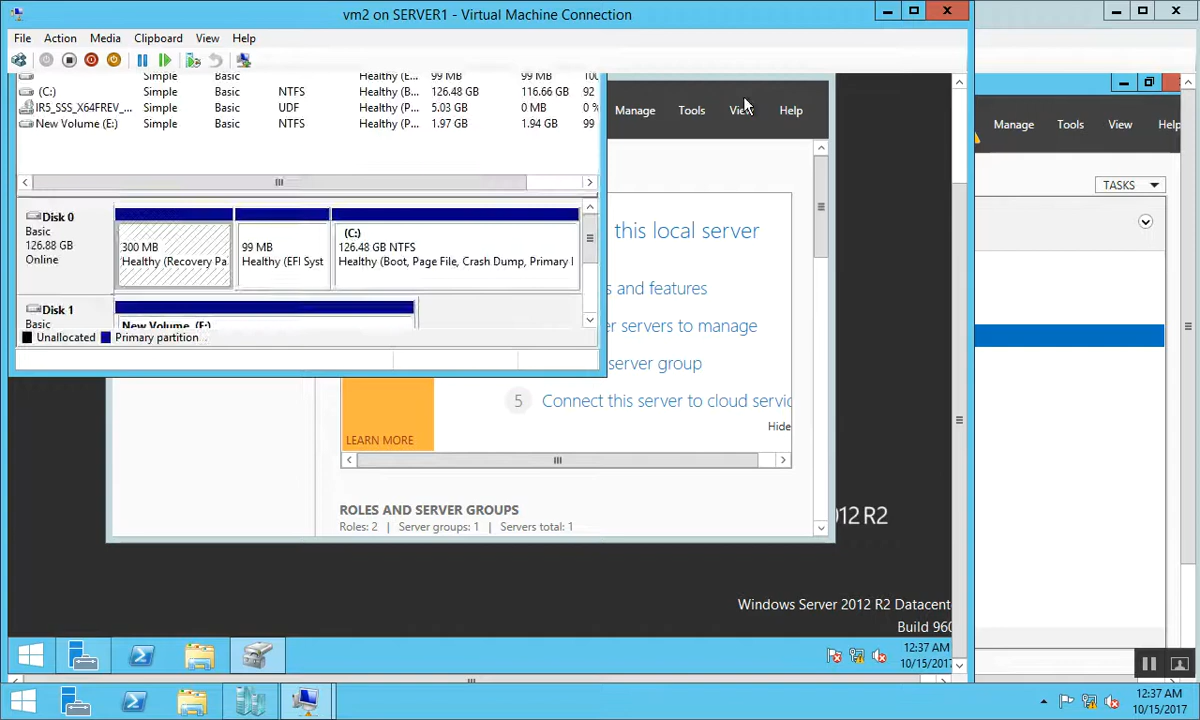 vm2 on SERVER1 - Virtual Machine Connection
File Action Media Clipboard View Help
Simple Basic Healthy (E... 99 MB 99 MB
(C:) Simple Basic NTFS Healthy (B... 126.48 GB 116.66 GB 92
IR5_SSS_X64FREV_... Simple Basic UDF Healthy (P... 5.03 GB 0 MB 0 %
New Volume (E:) Simple Basic NTFS Healthy (P... 1.97 GB 1.94 GB 99
Disk 0
Basic
126.88 GB
Online
300 MB
Healthy (Recovery Pa
99 MB
Healthy (EFI Syst
(C:)
126.48 GB NTFS
Healthy (Boot, Page File, Crash Dump, Primary
Disk 1
Basic
New Volume (E:)
Unallocated Primary partition
Manage Tools View Help
this local server
s and features
er servers to manage
server group
5 Connect this server to cloud servic
Hide
LEARN MORE
ROLES AND SERVER GROUPS
Roles: 2 | Server groups: 1 | Servers total: 1
012 R2
Windows Server 2012 R2 Datacent
Build 960
12:37 AM
10/15/2017
Manage Tools View Help
TASKS
12:37 AM
10/15/2017